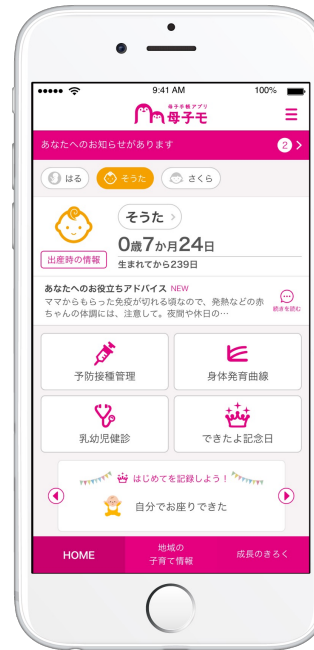 9:41 AM
100%
母子手帳アプリ
母子モ
あなたへのお知らせがあります
2
はる
そうた
さくら
そうた
0歳7か月24日
出産時の情報
生まれてから239日
あなたへのお役立ちアドバイス NEW
ママからもらった免疫が切れる頃なので、発熱などの赤
ちゃんの体調には、注意して。夜間や休日の…
続きを読む
予防接種管理
身体発育曲線
乳幼児健診
できたよ記念日
はじめてを記録しよう!
自分でお座りできた
HOME
地域の
子育て情報
成長のきろく